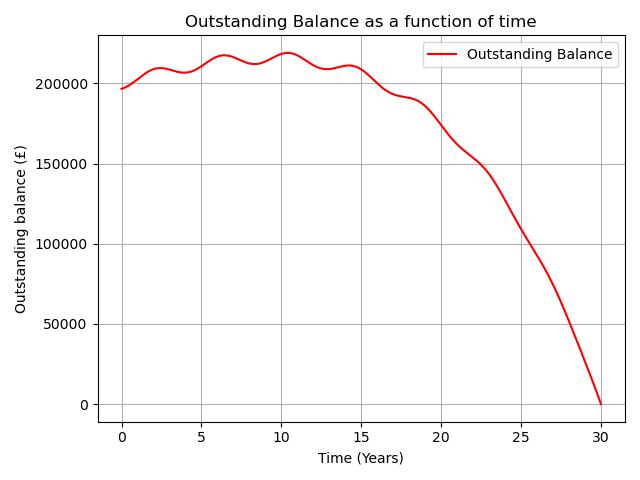 Outstanding Balance as a function of time
Outstanding Balance
200000
150000
100000
50000
0
Outstanding balance (£)
0 5 10 15 20 25 30
Time (Years)